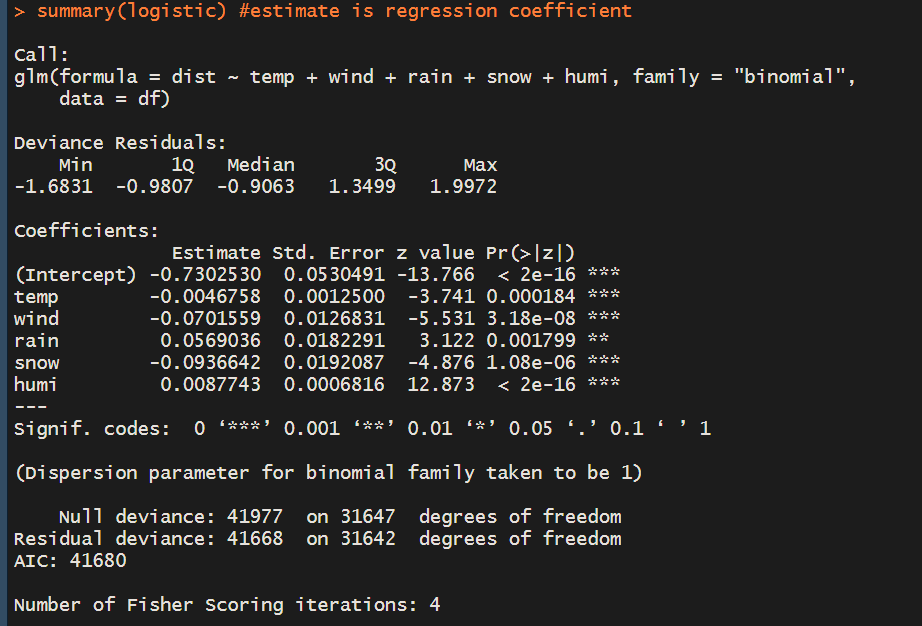 > summary(logistic) #estimate is regression coefficient
Call:
glm(formula = dist ~ temp + wind + rain + snow + humi, family = "binomial",
    data = df)
Deviance Residuals:
    Min       1Q   Median       3Q      Max
-1.6831  -0.9807  -0.9063   1.3499   1.9972
Coefficients:
              Estimate Std. Error z value Pr(>|z|)
(Intercept) -0.7302530  0.0530491 -13.766  < 2e-16 ***
temp        -0.0046758  0.0012500  -3.741 0.000184 ***
wind        -0.0701559  0.0126831  -5.531 3.18e-08 ***
rain         0.0569036  0.0182291   3.122 0.001799 **
snow        -0.0936642  0.0192087  -4.876 1.08e-06 ***
humi         0.0087743  0.0006816  12.873  < 2e-16 ***
---
Signif. codes:  0 ‘***’ 0.001 ‘**’ 0.01 ‘*’ 0.05 ‘.’ 0.1 ‘ ’ 1
(Dispersion parameter for binomial family taken to be 1)
    Null deviance: 41977  on 31647  degrees of freedom
Residual deviance: 41668  on 31642  degrees of freedom
AIC: 41680
Number of Fisher Scoring iterations: 4